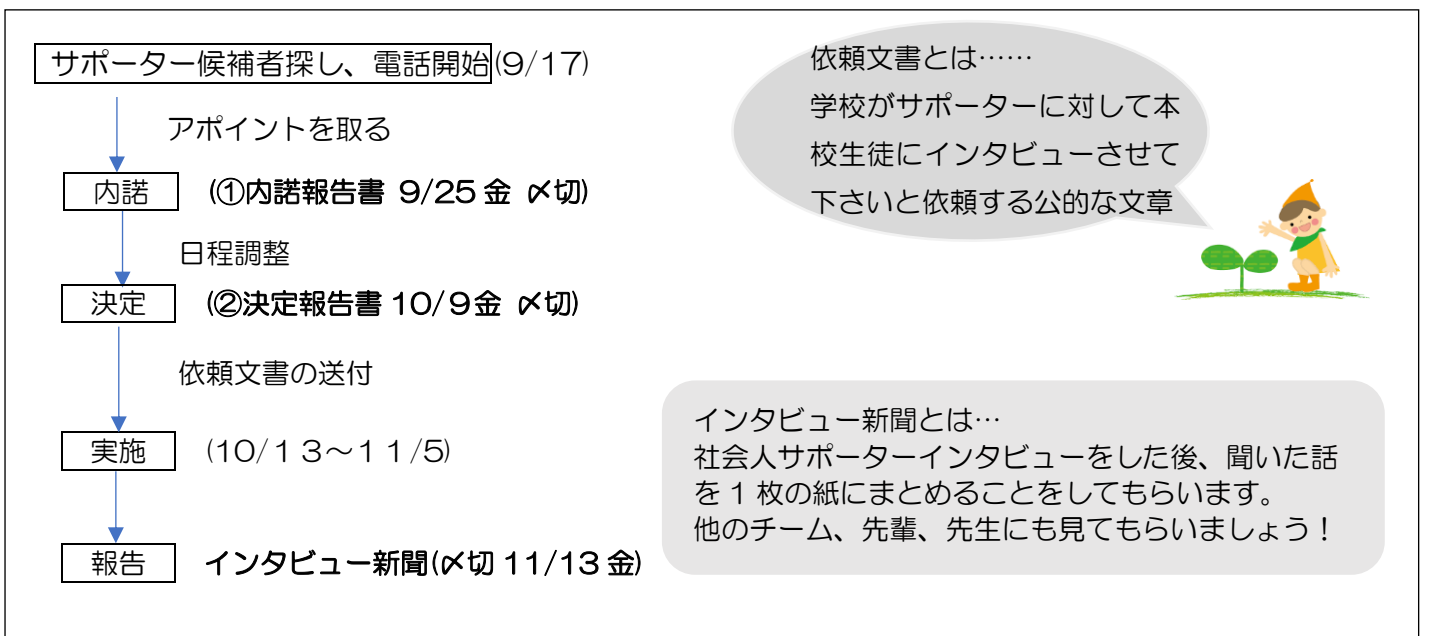 サポーター候補者探し、電話開始(9/17)
アポイントを取る
内諾 (①内諾報告書 9/25金 〆切)
日程調整
決定 (②決定報告書10/9金 〆切)
依頼文書の送付
実施 (10/13～11/5)
報告 インタビュー新聞(〆切11/13金)
依頼文書とは……
学校がサポーターに対して本
校生徒にインタビューさせて
下さいと依頼する公的な文章
インタビュー新聞とは…
社会人サポーターインタビューをした後、聞いた話
を1枚の紙にまとめることをしてもらいます。
他のチーム、先輩、先生にも見てもらいましょう！